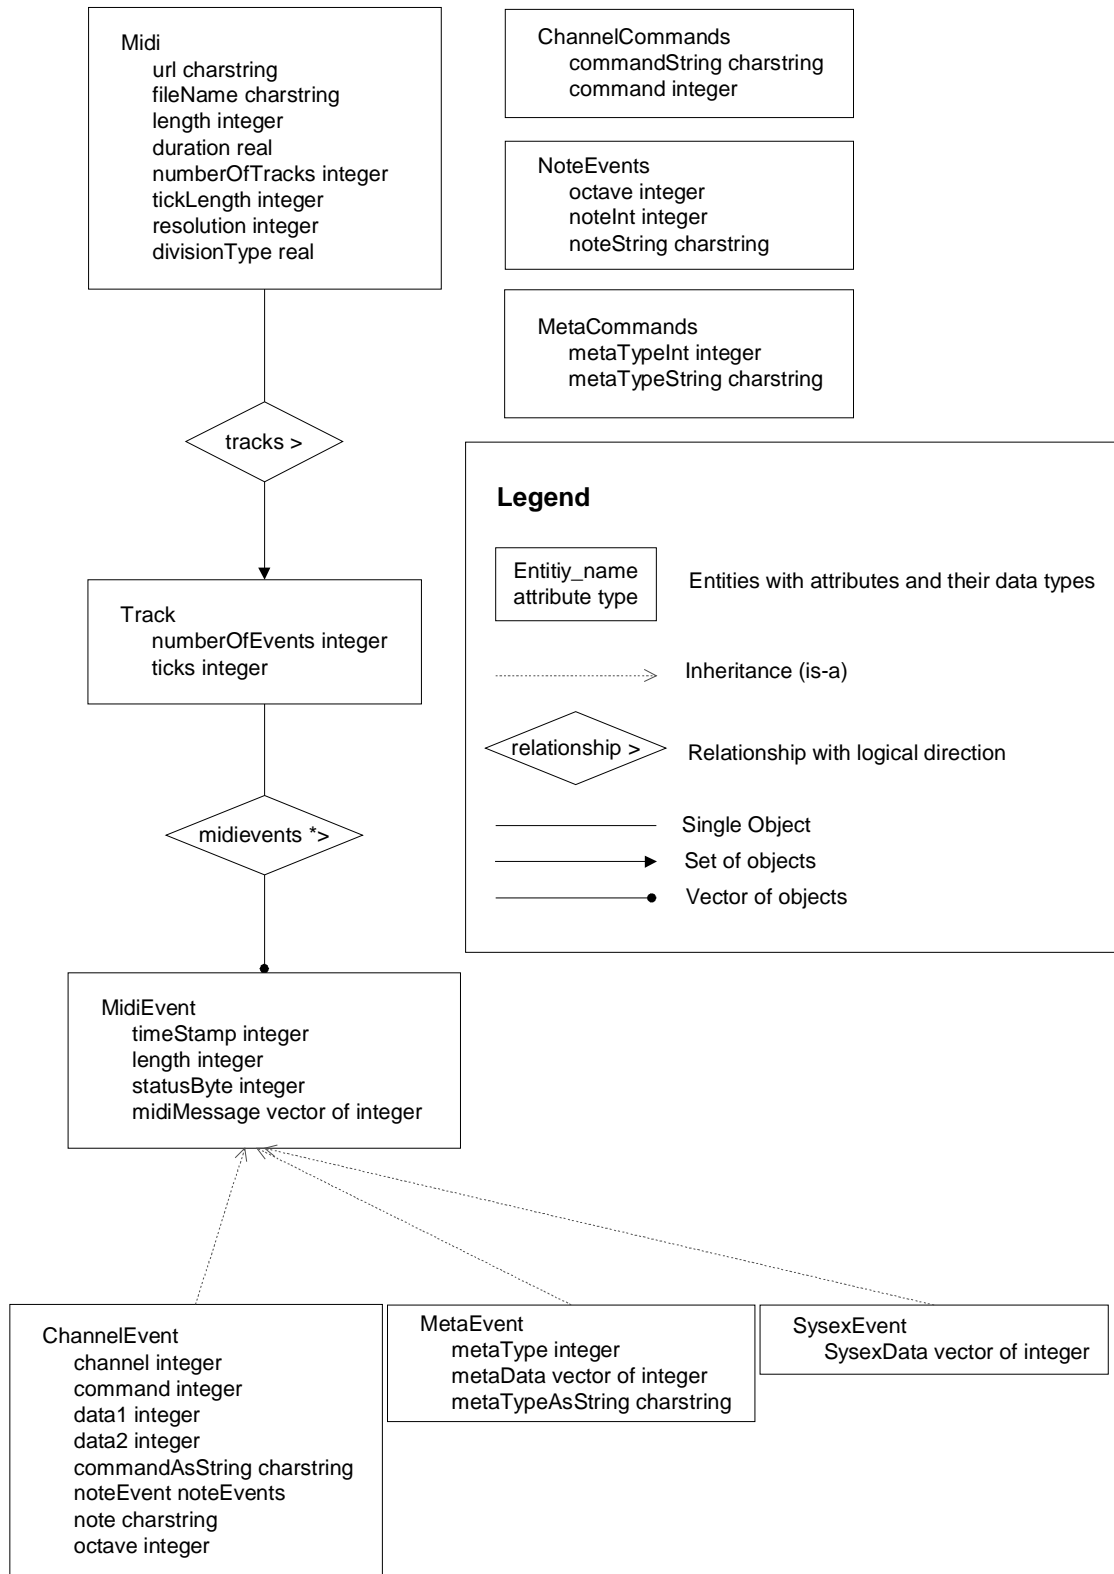 Midi
url charstring
fileName charstring
length integer
duration real
numberOfTracks integer
tickLength integer
resolution integer
divisionType real
ChannelCommands
commandString charstring
command integer
NoteEvents
octave integer
noteInt integer
noteString charstring
MetaCommands
metaTypeInt integer
metaTypeString charstring
tracks >
Legend
Entitiy_name
attribute type
Entities with attributes and their data types
Inheritance (is-a)
relationship >
Relationship with logical direction
Single Object
Set of objects
Vector of objects
Track
numberOfEvents integer
ticks integer
midievents *>
MidiEvent
timeStamp integer
length integer
statusByte integer
midiMessage vector of integer
ChannelEvent
channel integer
command integer
data1 integer
data2 integer
commandAsString charstring
noteEvent noteEvents
note charstring
octave integer
MetaEvent
metaType integer
metaData vector of integer
metaTypeAsString charstring
SysexEvent
SysexData vector of integer